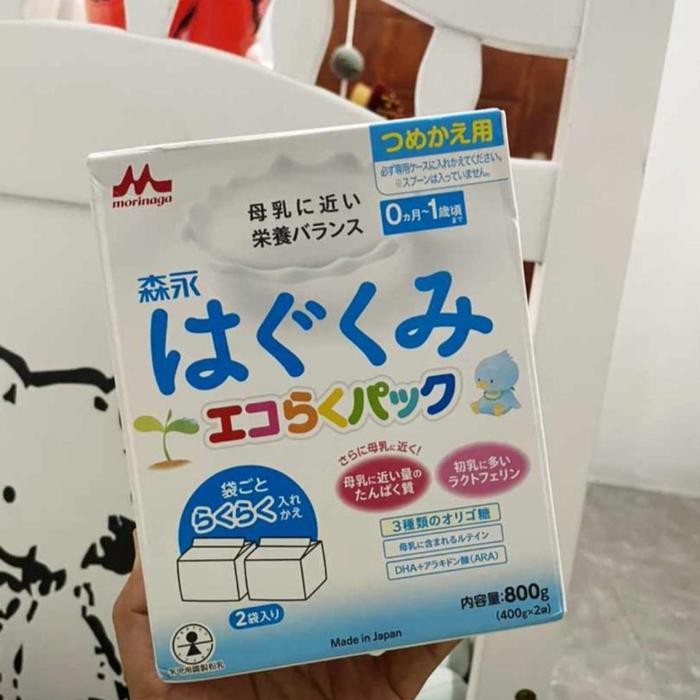 つめかえ用
必ず専用ケースに入れかえてください。
※スプーンは入っていません。
morinaga
母乳に近い
栄養バランス
0ヵ月~1歳頃まで
森永
はぐくみ
エコらくパック
さらに母乳に近く!
母乳に近い量の
たんぱく質
初乳に多い
ラクトフェリン
袋ごと
らくらく入れかえ
3種類のオリゴ糖
母乳に含まれるルテイン
DHA+アラキドン酸(ARA)
2袋入り
内容量:800g
(400g×2袋)
Made in Japan
乳児用調製粉乳